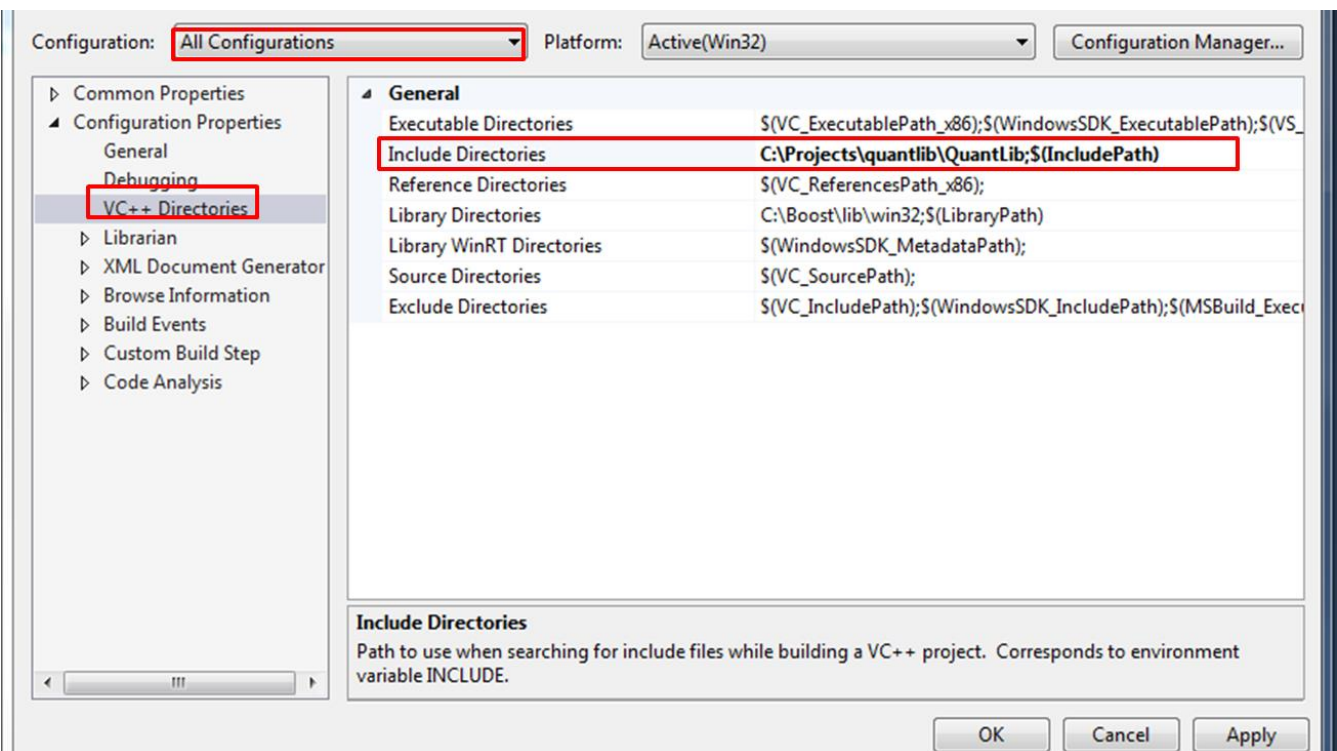 Configuration: All Configurations Platform: Active(Win32) Configuration Manager...
Common Properties
Configuration Properties
General
Debugging
VC++ Directories
Librarian
XML Document Generator
Browse Information
Build Events
Custom Build Step
Code Analysis
General
Executable Directories $(VC_ExecutablePath_x86);$(WindowsSDK_ExecutablePath);$(VS_
Include Directories C:\Projects\quantlib\QuantLib;$(IncludePath)
Reference Directories $(VC_ReferencesPath_x86);
Library Directories C:\Boost\lib\win32;$(LibraryPath)
Library WinRT Directories $(WindowsSDK_MetadataPath);
Source Directories $(VC_SourcePath);
Exclude Directories $(VC_IncludePath);$(WindowsSDK_IncludePath);$(MSBuild_Exec
Include Directories
Path to use when searching for include files while building a VC++ project. Corresponds to environment
variable INCLUDE.
OK Cancel Apply